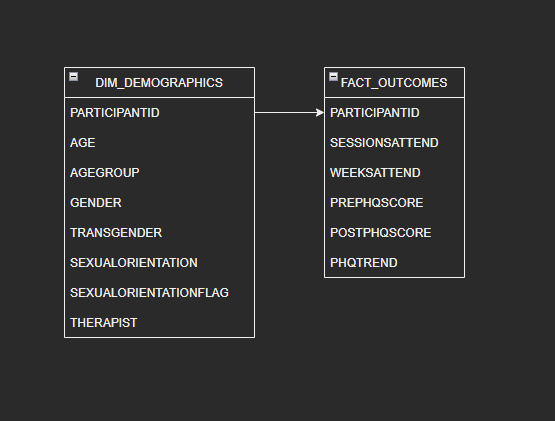 DIM_DEMOGRAPHICS
PARTICIPANTID
AGE
AGEGROUP
GENDER
TRANSGENDER
SEXUALORIENTATION
SEXUALORIENTATIONFLAG
THERAPIST
FACT_OUTCOMES
PARTICIPANTID
SESSIONSATTEND
WEEKSATTEND
PREPHQSCORE
POSTPHQSCORE
PHQTREND